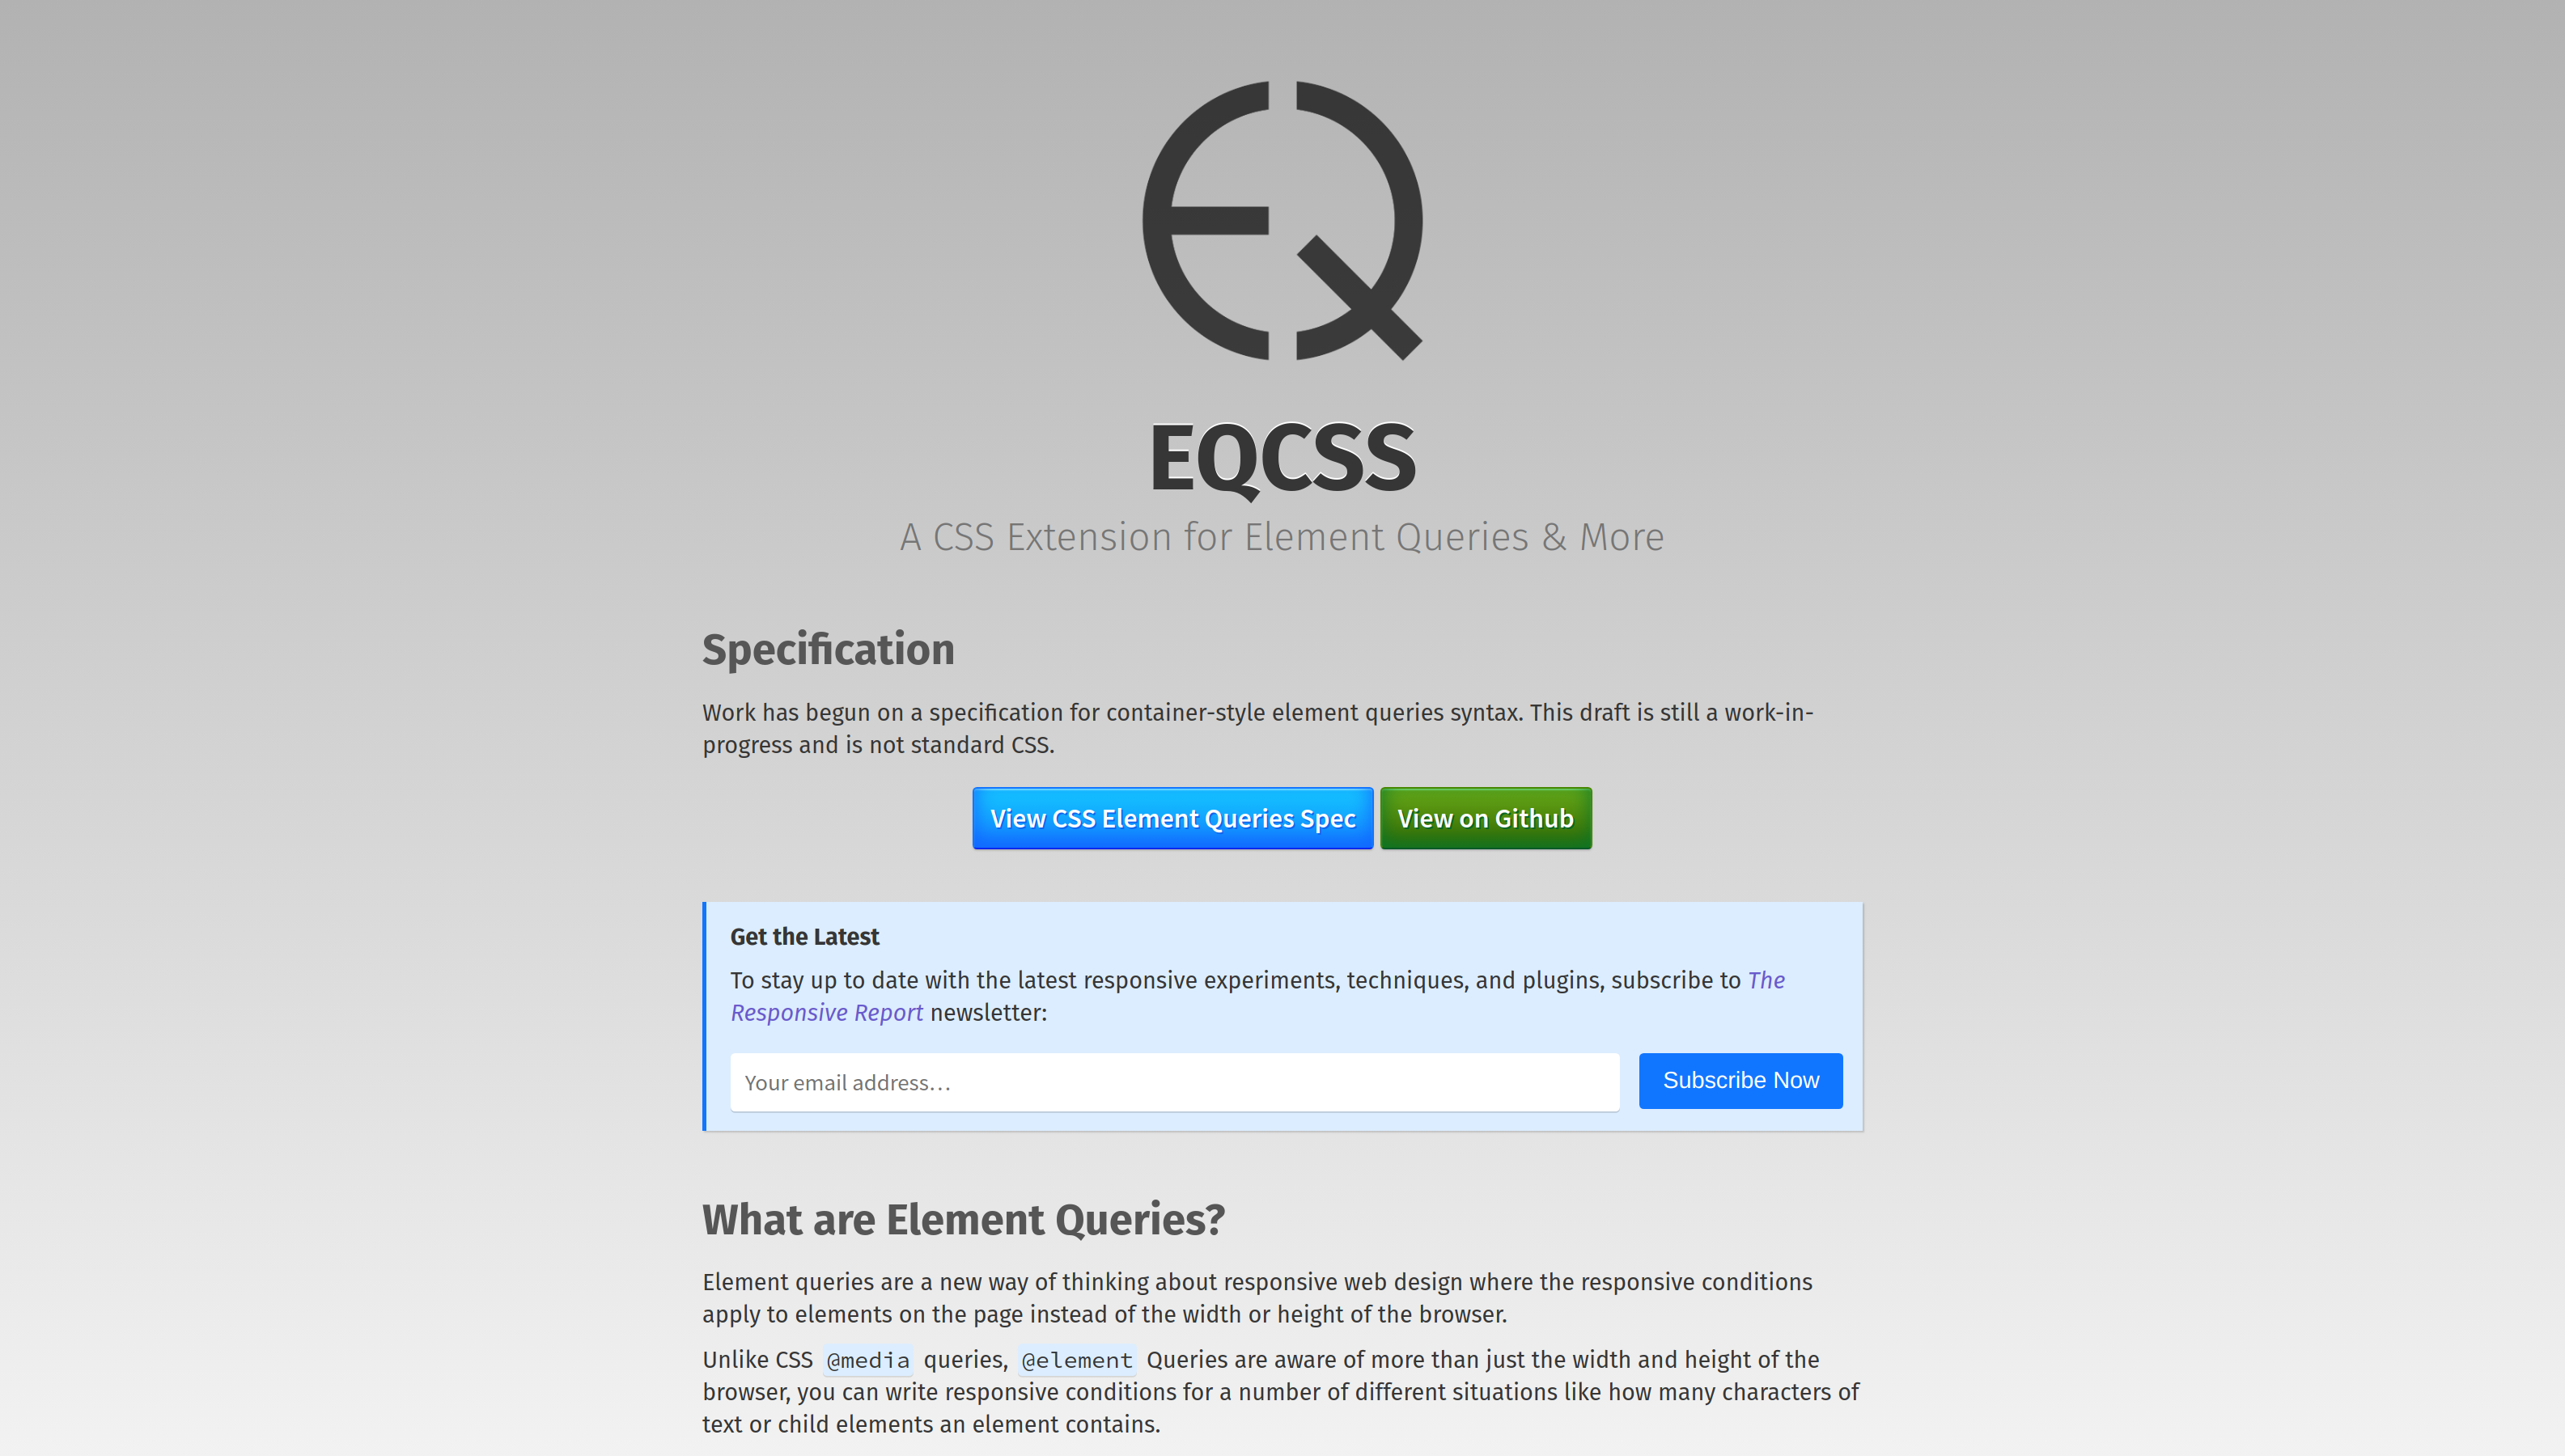 EQ
EQCSS
A CSS Extension for Element Queries & More
Specification
Work has begun on a specification for container-style element queries syntax. This draft is still a work-in-
progress and is not standard CSS.
View CSS Element Queries Spec View on Github
Get the Latest
To stay up to date with the latest responsive experiments, techniques, and plugins, subscribe to The
Responsive Report newsletter:
Your email address… Subscribe Now
What are Element Queries?
Element queries are a new way of thinking about responsive web design where the responsive conditions
apply to elements on the page instead of the width or height of the browser.
Unlike CSS @media queries, @element Queries are aware of more than just the width and height of the
browser, you can write responsive conditions for a number of different situations like how many characters of
text or child elements an element contains.